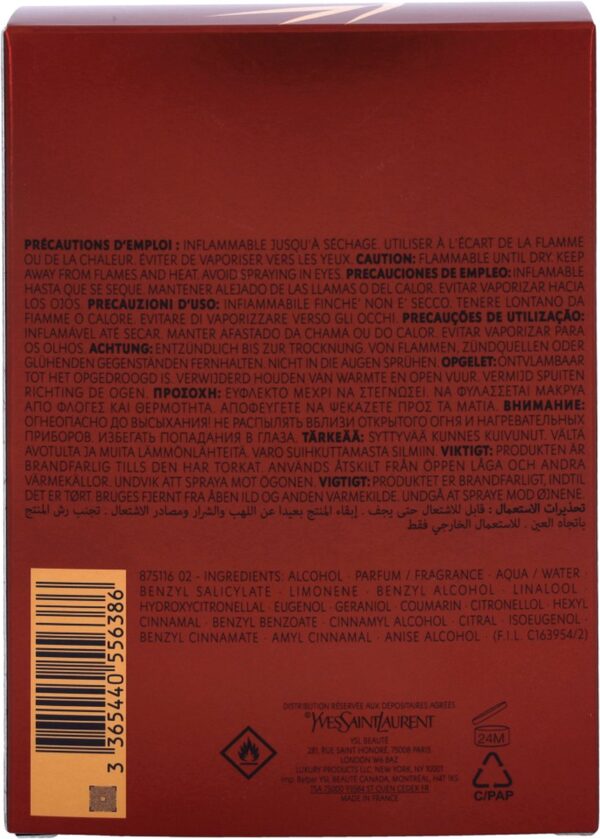 PRÉCAUTIONS D'EMPLOI : INFLAMMABLE JUSQU'À SÉCHAGE. UTILISER À L'ÉCART DE LA FLAMME
OU DE LA CHALEUR. ÉVITER DE VAPORISER VERS LES YEUX. CAUTION: FLAMMABLE UNTIL DRY. KEEP
AWAY FROM FLAMES AND HEAT. AVOID SPRAYING IN EYES. PRECAUCIONES DE EMPLEO: INFLAMABLE
HASTA QUE SE SEQUE. MANTENER ALEJADO DE LAS LLAMAS O DEL CALOR. EVITAR VAPORIZAR HACIA
LOS OJOS. PRECAUZIONI D'USO: INFIAMMABILE FINCHE' NON E' SECCO. TENERE LONTANO DA
FIAMME O CALORE. EVITARE DI VAPORIZZARE VERSO GLI OCCHI. PRECAUÇÕES DE UTILIZAÇÃO:
INFLAMÁVEL ATÉ SECAR. MANTER AFASTADO DA CHAMA OU DO CALOR. EVITAR VAPORIZAR PARA
OS OLHOS. ACHTUNG: ENTZÜNDLICH BIS ZUR TROCKNUNG. VON FLAMMEN, ZÜNDQUELLEN ODER
GLÜHENDEN GEGENSTÄNDEN FERNHALTEN. NICHT IN DIE AUGEN SPRÜHEN. OPGELET: ONTVLAMBAAR
TOT HET OPGEDROOGD IS. VERWIJDERD HOUDEN VAN WARMTE EN OPEN VUUR. VERMIJD SPUITEN
RICHTING DE OGEN. ΠΡΟΣΟΧΗ: ΕΥΦΛΕΚΤΟ ΜΕΧΡΙ ΝΑ ΣΤΕΓΝΩΣΕΙ. ΝΑ ΦΥΛΑΣΣΕΤΑΙ ΜΑΚΡΥΑ
ΑΠΟ ΦΛΟΓΕΣ ΚΑΙ ΘΕΡΜΟΤΗΤΑ. ΑΠΟΦΕΥΓΕΤΕ ΝΑ ΨΕΚΑΖΕΤΕ ΠΡΟΣ ΤΑ ΜΑΤΙΑ. ВНИМАНИЕ:
ОГНЕОПАСНО ДО ВЫСЫХАНИЯ! НЕ РАСПЫЛЯТЬ ВБЛИЗИ ОТКРЫТОГО ОГНЯ И НАГРЕВАТЕЛЬНЫХ
ПРИБОРОВ. ИЗБЕГАТЬ ПОПАДАНИЯ В ГЛАЗА. TÄRKEÄÄ: SYTTYVÄÄ KUNNES KUIVUNUT. VÄLTÄ
AVOTULTA JA MUITA LÄMMÖNLÄHTEITÄ. VARO SUIHKUTTAMASTA SILMIIN. VIKTIGT: PRODUKTEN ÄR
BRANDFARLIG TILLS DEN HAR TORKAT. ANVÄNDS ÅTSKILT FRÅN ÖPPEN LÅGA OCH ANDRA
VÄRMEKÄLLOR. UNDVIK ATT SPRAYA MOT ÖGONEN. VIGTIGT: PRODUKTET ER BRANDFARLIGT, INDTIL
DET ER TØRT. BRUGES FJERNT FRA ÅBEN ILD OG ANDEN VARMEKILDE. UNDGÅ AT SPRAYE MOD ØJNENE.
تحذيرات الاستعمال : قابل للاشتعال حتى يجف . إبقاء المنتج بعيدا عن اللهب والشرار ومصادر الاشتعال . تجنب رش المنتج
باتجاه العين . للاستعمال الخارجي فقط
875116 02 - INGREDIENTS: ALCOHOL · PARFUM / FRAGRANCE · AQUA / WATER ·
BENZYL SALICYLATE · LIMONENE · BENZYL ALCOHOL · LINALOOL ·
HYDROXYCITRONELLAL · EUGENOL · GERANIOL · COUMARIN · CITRONELLOL · HEXYL
CINNAMAL · BENZYL BENZOATE · CINNAMYL ALCOHOL · CITRAL · ISOEUGENOL ·
BENZYL CINNAMATE · AMYL CINNAMAL · ANISE ALCOHOL · (F.I.L. C163954/2)
3 365440 556386
DISTRIBUTION RÉSERVÉE AUX DÉPOSITAIRES AGRÉÉS
YVESSAINTLAURENT
YSL BEAUTÉ
281, RUE SAINT HONORÉ, 75008 PARIS
LONDON W6 8AZ
LUXURY PRODUCTS LLC, NEW YORK, NY 10001
YSL BEAUTÉ CANADA, MONTRÉAL, H4T 1K5
MADE IN FRANCE
24M
C/PAP